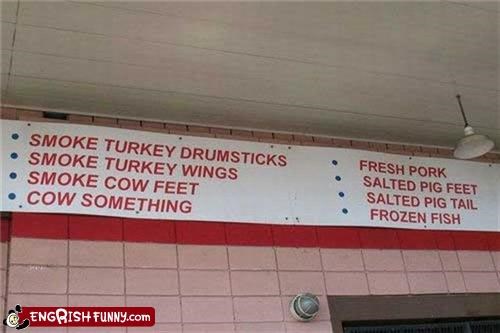 SMOKE TURKEY DRUMSTICKS
SMOKE TURKEY WINGS
SMOKE COW FEET
COW SOMETHING
FRESH PORK
SALTED PIG FEET
SALTED PIG TAIL
FROZEN FISH
ENGRISHFUNNY.COM